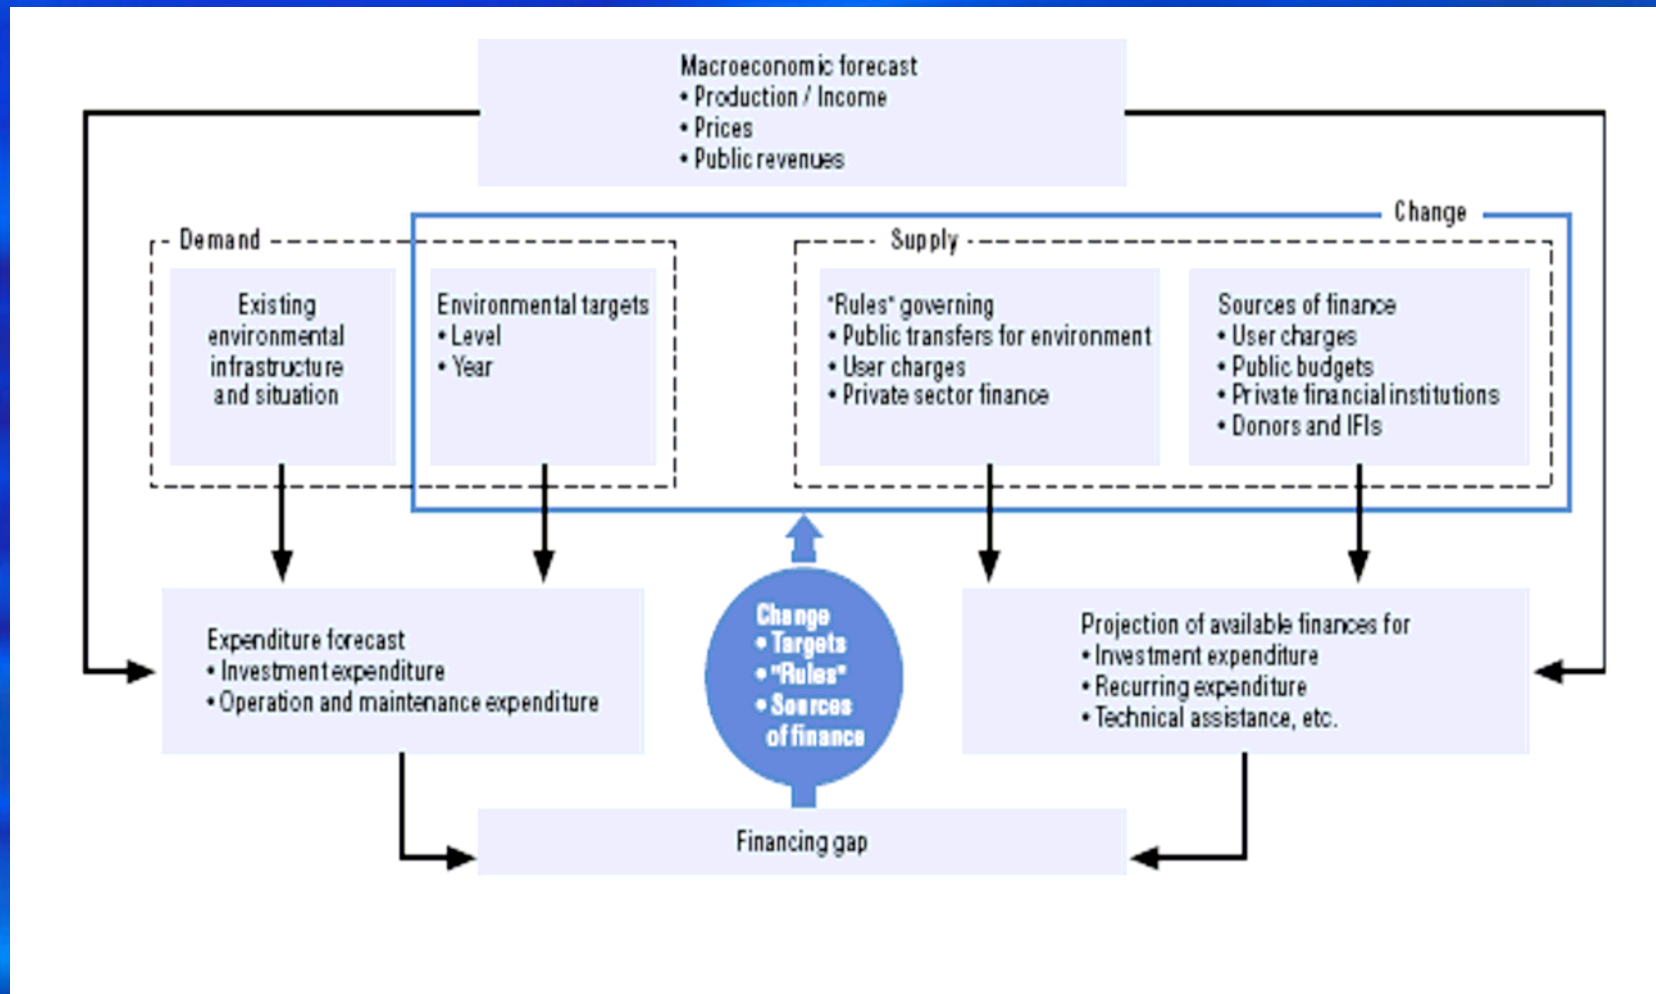 Macroeconomic forecast
• Production / Income
• Prices
• Public revenues
Change
Demand
Supply
Existing
environmental
infrastructure
and situation
Environmental targets
• Level
• Year
"Rules" governing
• Public transfers for environment
• User charges
• Private sector finance
Sources of finance
• User charges
• Public budgets
• Private financial institutions
• Donors and IFIs
Expenditure forecast
• Investment expenditure
• Operation and maintenance expenditure
Change
• Targets
• "Rules"
• Sources
of finance
Projection of available finances for
• Investment expenditure
• Recurring expenditure
• Technical assistance, etc.
Financing gap